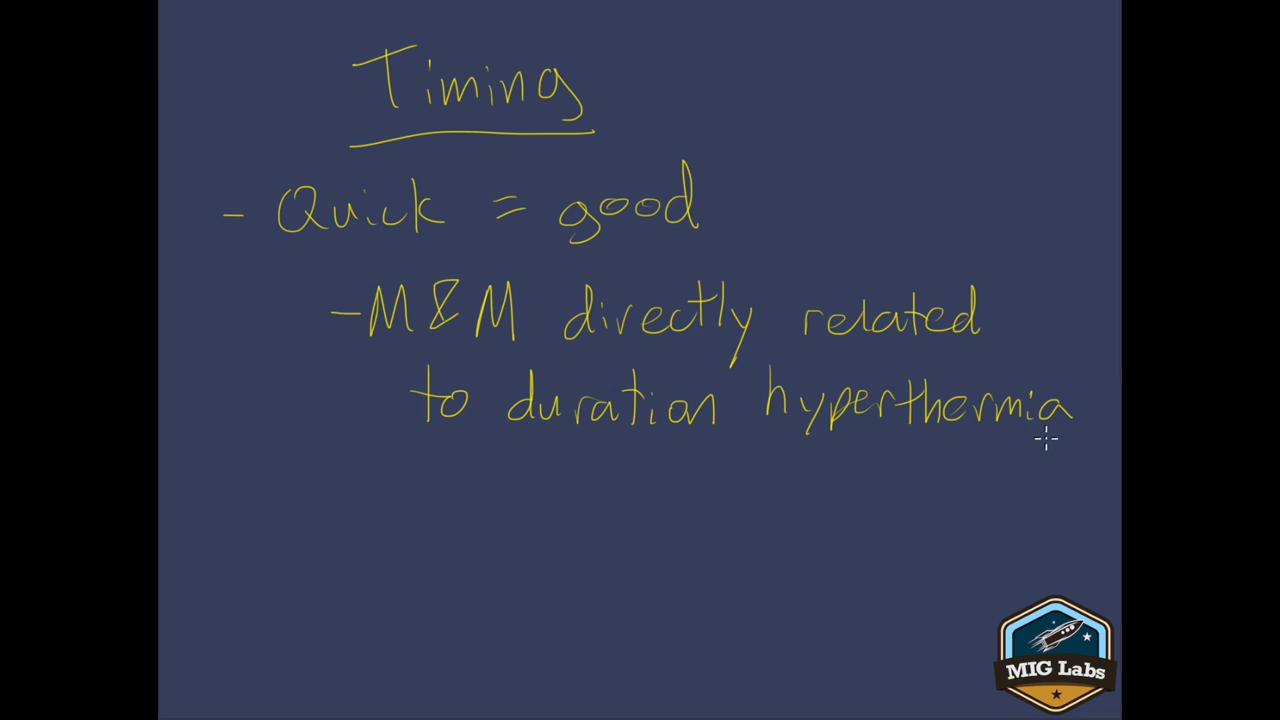 Timing
- Quick = good
- M & M directly related
to duration hyperthermia
MIG Labs